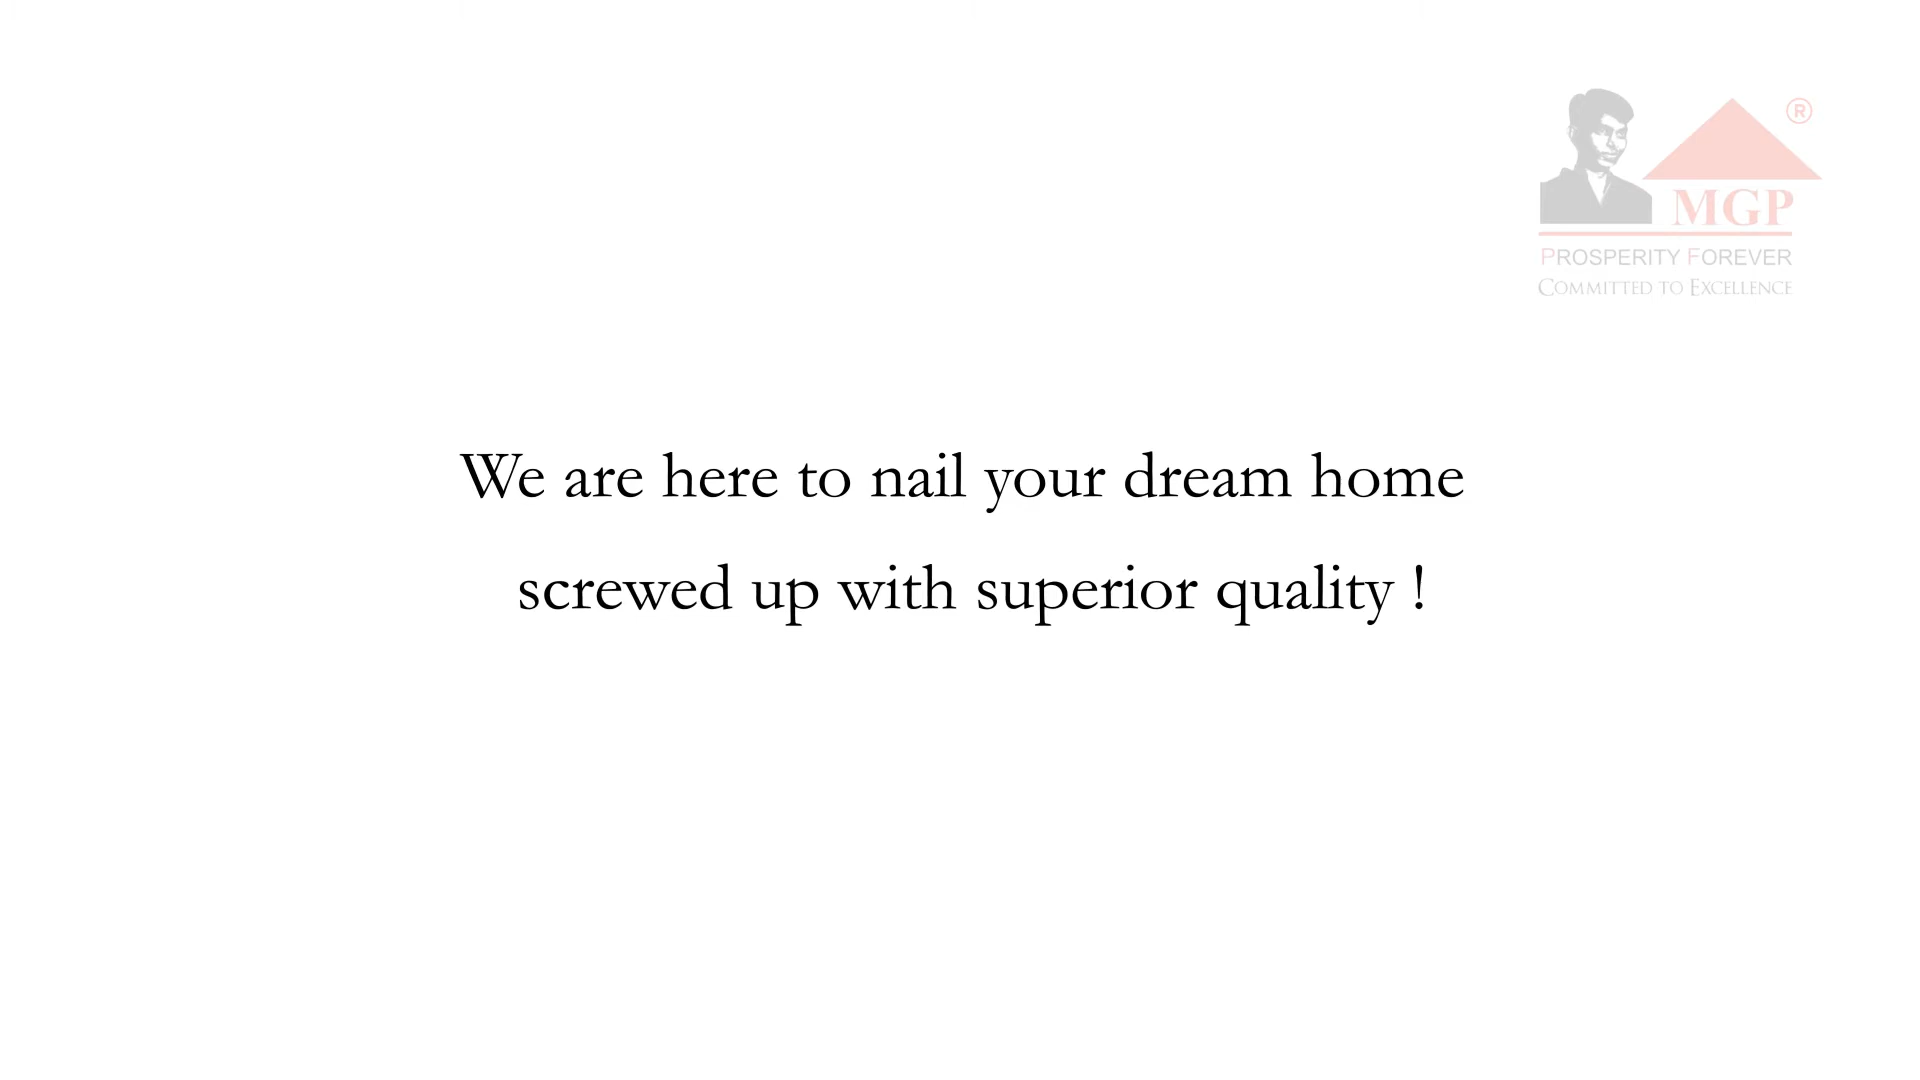 ®
MGP
PROSPERITY FOREVER
COMMITTED TO EXCELLENCE
We are here to nail your dream home
screwed up with superior quality !